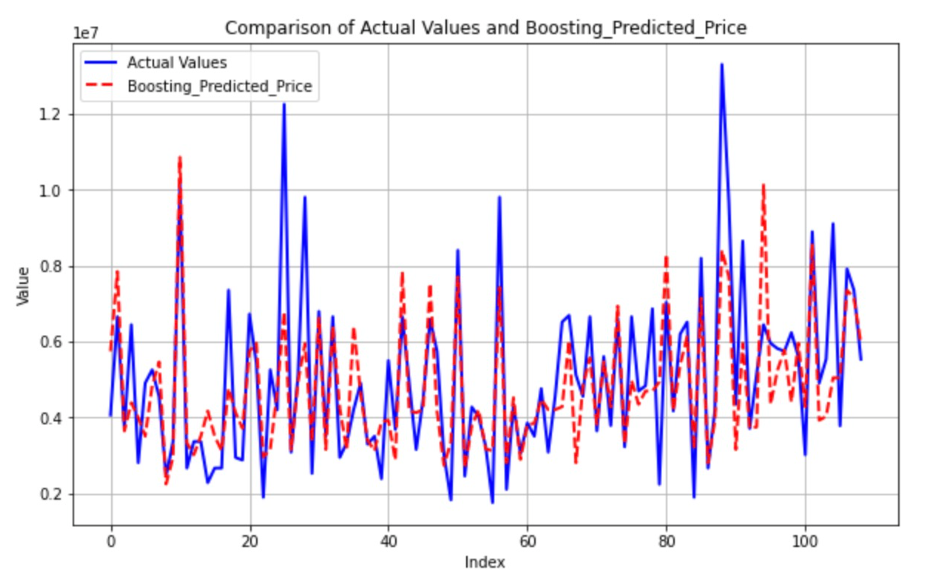 Comparison of Actual Values and Boosting_Predicted_Price
1e7
Actual Values
Boosting_Predicted_Price
1.2
1.0
0.8
0.6
0.4
0.2
Value
0 20 40 60 80 100
Index